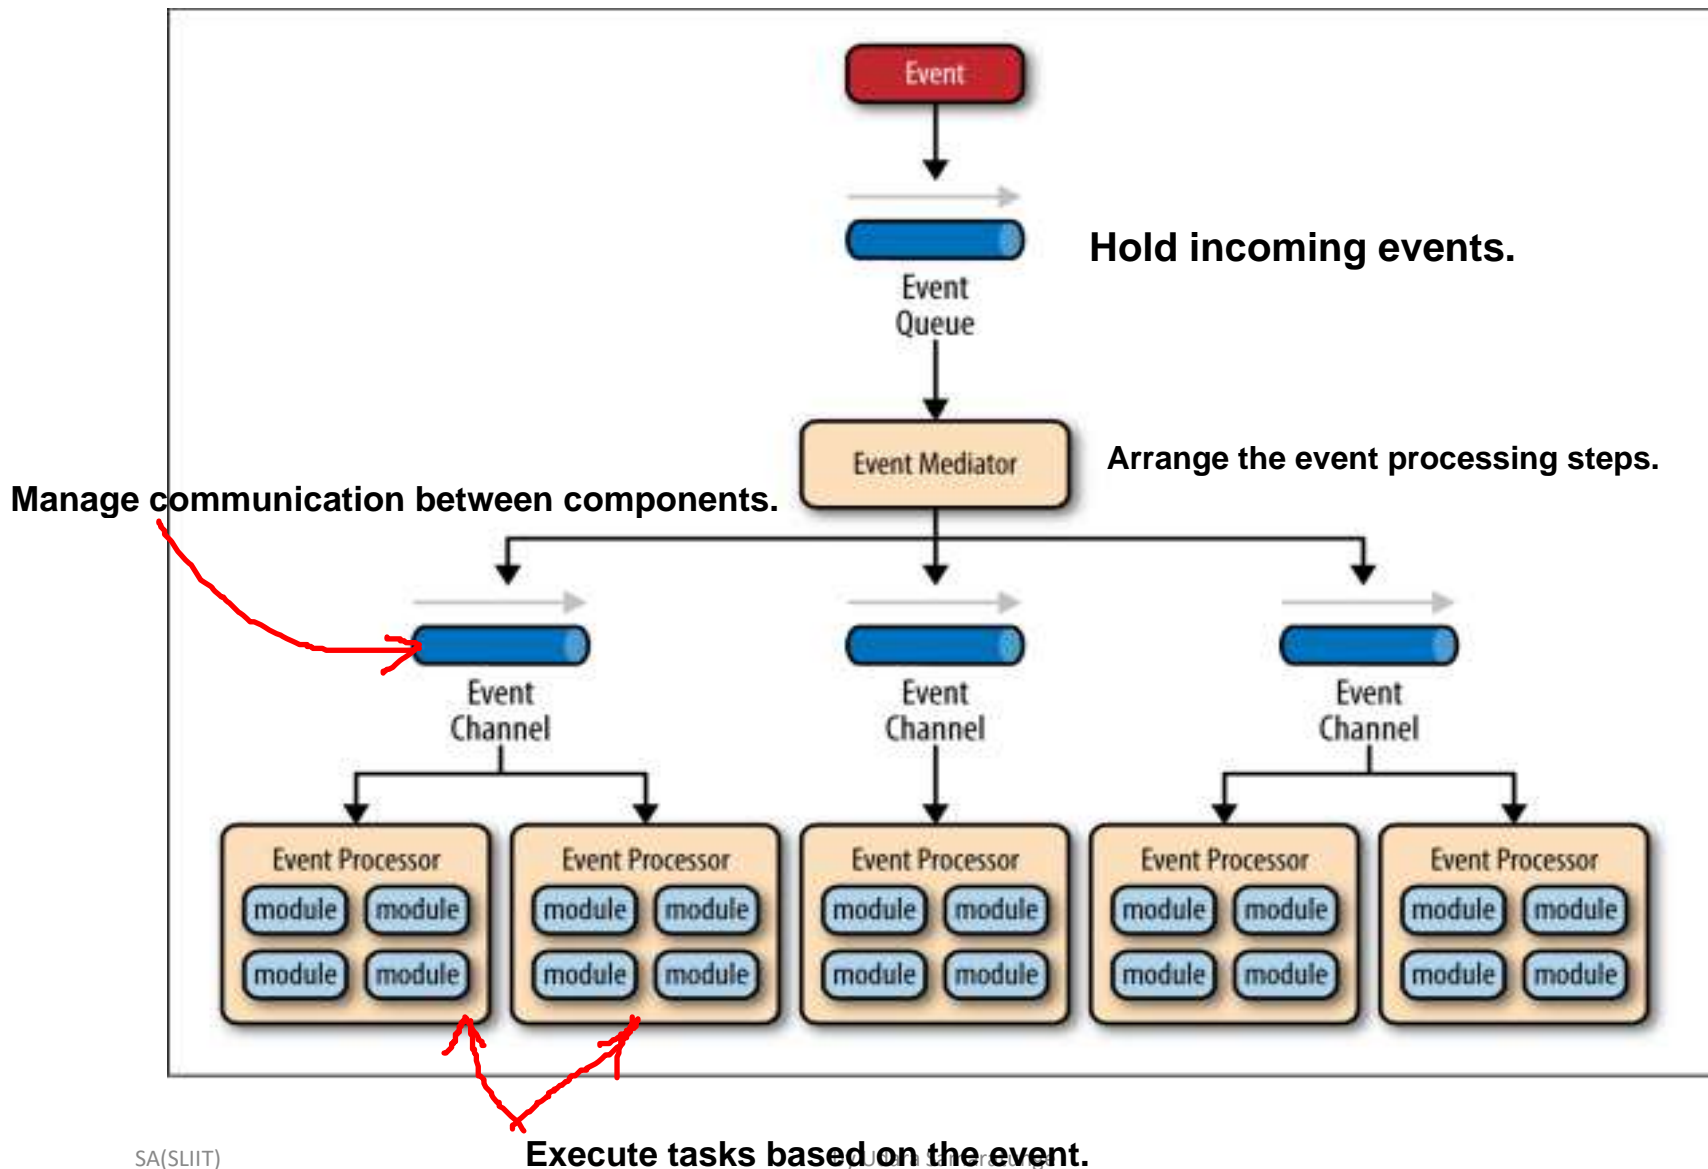 Event
Hold incoming events.
Event
Queue
Event Mediator
Arrange the event processing steps.
Manage communication between components.
Event
Channel
Event
Channel
Event
Channel
Event Processor
module module
module module
Event Processor
module module
module module
Event Processor
module module
module module
Event Processor
module module
module module
Event Processor
module module
module module
SA(SLIIT)
Execute tasks based on the event.